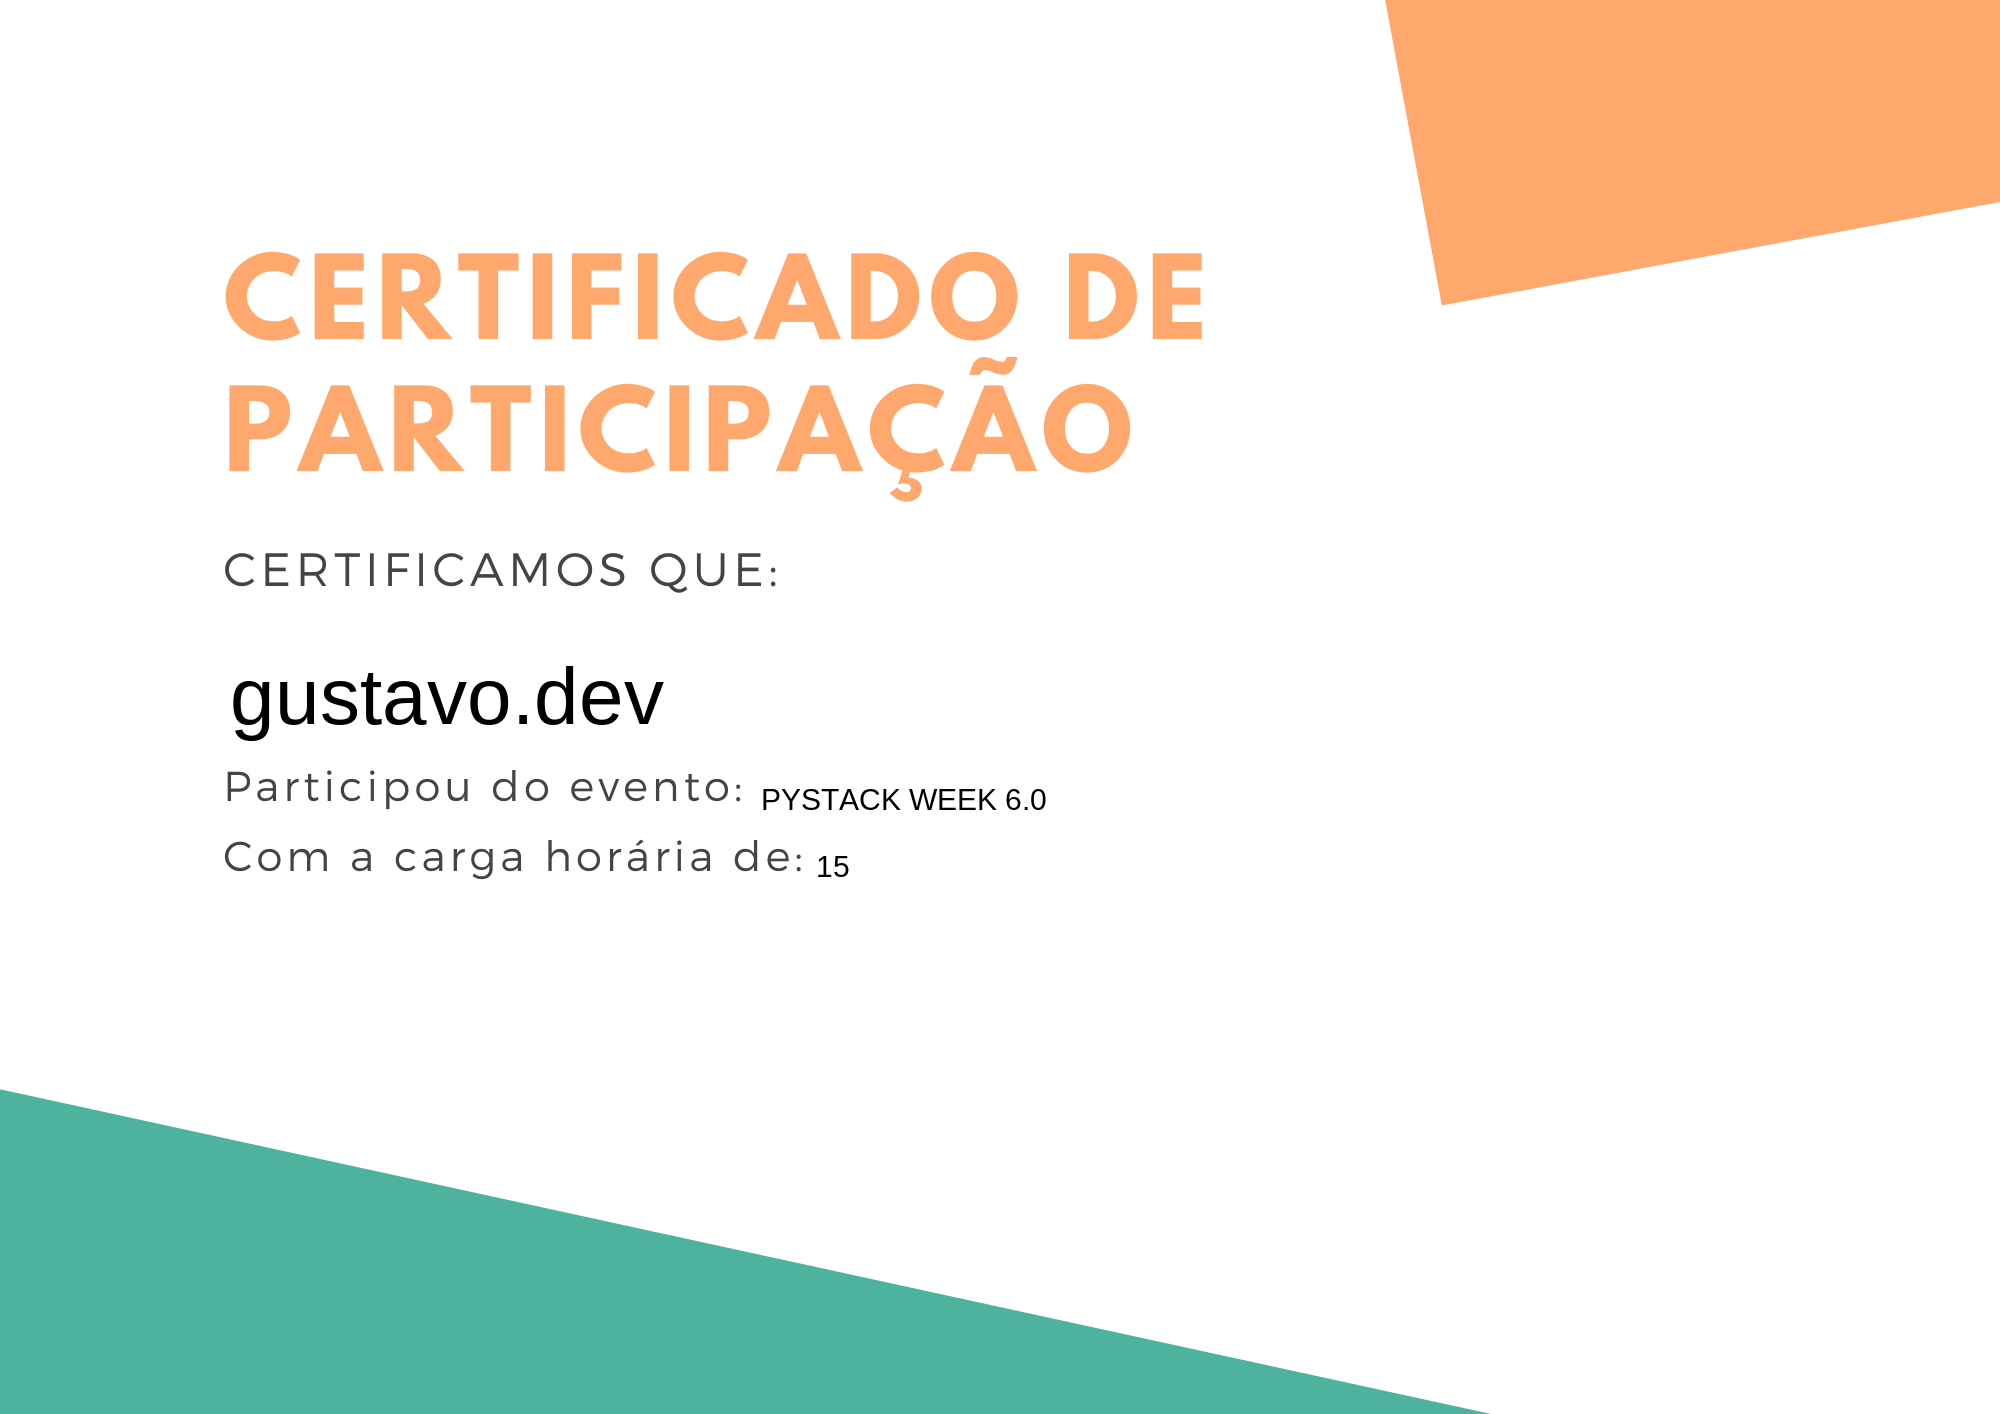 CERTIFICADO DE
PARTICIPAÇÃO
CERTIFICAMOS QUE:
gustavo.dev
Participou do evento: PYSTACK WEEK 6.0
Com a carga horária de: 15